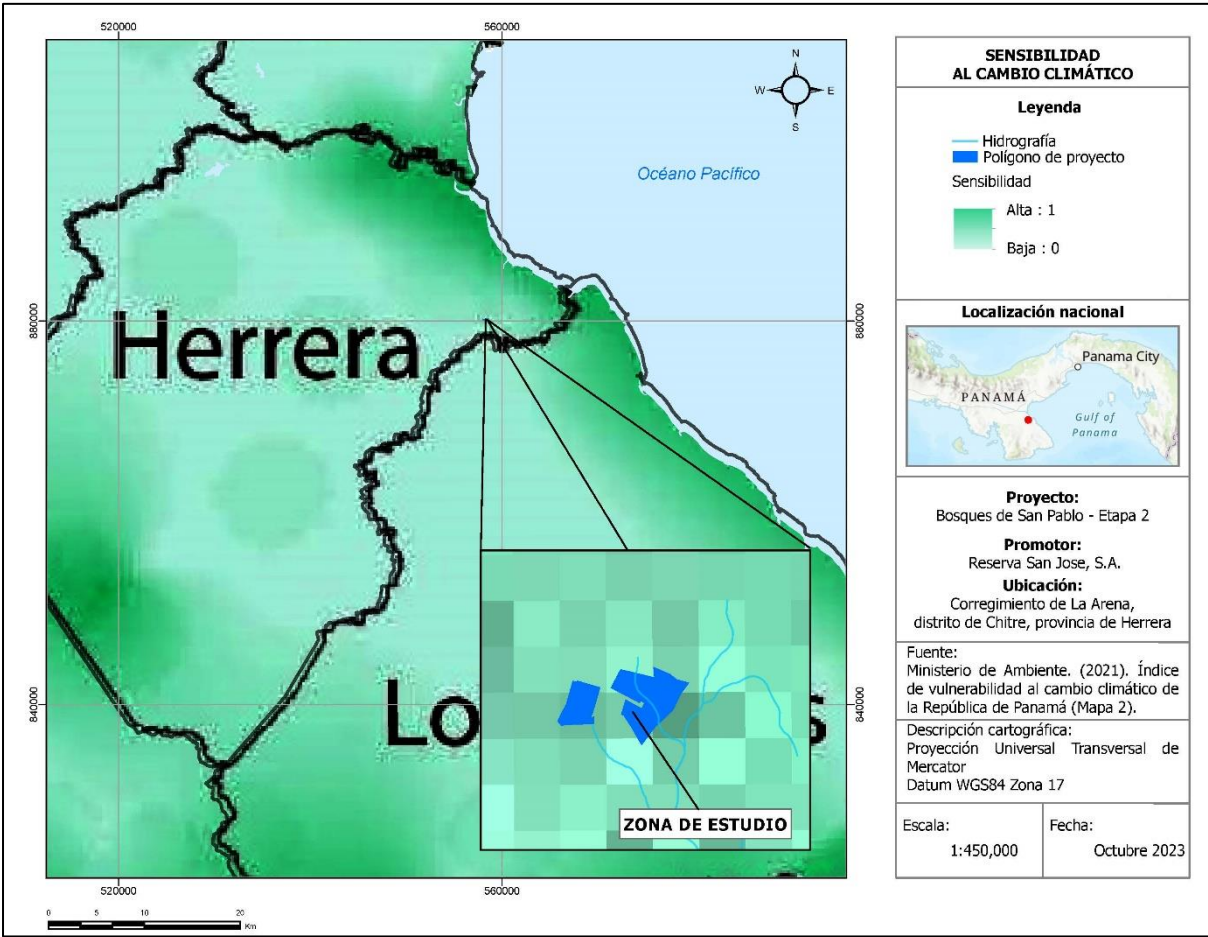 520000
560000
N
W
E
S
Océano Pacífico
880000
880000
Herrera
840000
840000
Lo
s
ZONA DE ESTUDIO
520000
560000
0 5 10 20
Km
SENSIBILIDAD
AL CAMBIO CLIMÁTICO
Leyenda
Hidrografía
Polígono de proyecto
Sensibilidad
Alta : 1
Baja : 0
Localización nacional
Panama City
PANAMÁ
Gulf of
Panama
Proyecto:
Bosques de San Pablo - Etapa 2
Promotor:
Reserva San Jose, S.A.
Ubicación:
Corregimiento de La Arena,
distrito de Chitre, provincia de Herrera
Fuente:
Ministerio de Ambiente. (2021). Índice
de vulnerabilidad al cambio climático de
la República de Panamá (Mapa 2).
Descripción cartográfica:
Proyección Universal Transversal de
Mercator
Datum WGS84 Zona 17
Escala:
1:450,000
Fecha:
Octubre 2023